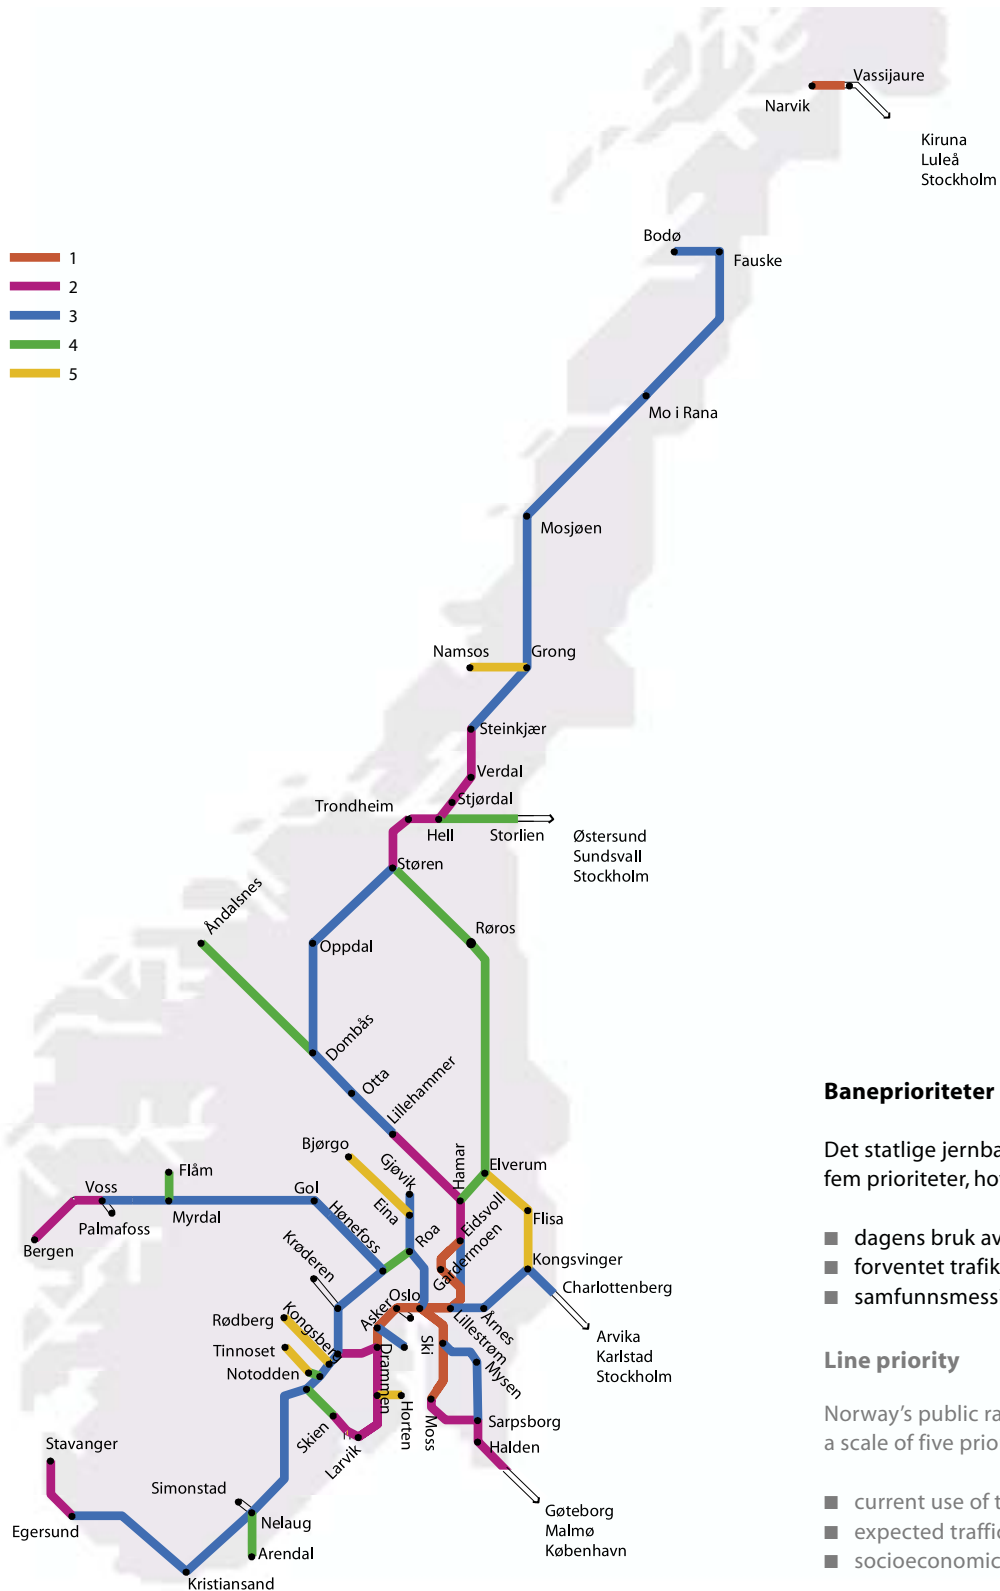 Vassijaure
Narvik
Kiruna
Luleå
Stockholm
Bodø
Fauske
1
2
3
4
5
Mo i Rana
Mosjøen
Namsos
Grong
Steinkjær
Verdal
Stjørdal
Trondheim
Hell
Storlien
Østersund
Sundsvall
Stockholm
Støren
Åndalsnes
Oppdal
Røros
Dombås
Otta
Lillehammer
Bjørgo
Gjøvik
Hamar
Elverum
Flåm
Voss
Gol
Eina
Eidsvoll
Flisa
Palmafoss
Myrdal
Hønefoss
Roa
Gardermoen
Bergen
Krøderen
Kongsvinger
Charlottenberg
Oslo
Asker
Lillestrøm
Årnes
Arvika
Karlstad
Stockholm
Rødberg
Kongsberg
Ski
Tinnoset
Drammen
Mysen
Notodden
Horten
Moss
Sarpsborg
Skien
Larvik
Halden
Stavanger
Simonstad
Egersund
Nelaug
Gøteborg
Malmø
København
Arendal
Kristiansand
Baneprioriteter
Det statlige jernba
fem prioriteter, ho
■ dagens bruk av
■ forventet trafik
■ samfunnsmess
Line priority
Norway's public ra
a scale of five prio
■ current use of t
■ expected traffic
■ socioeconomic